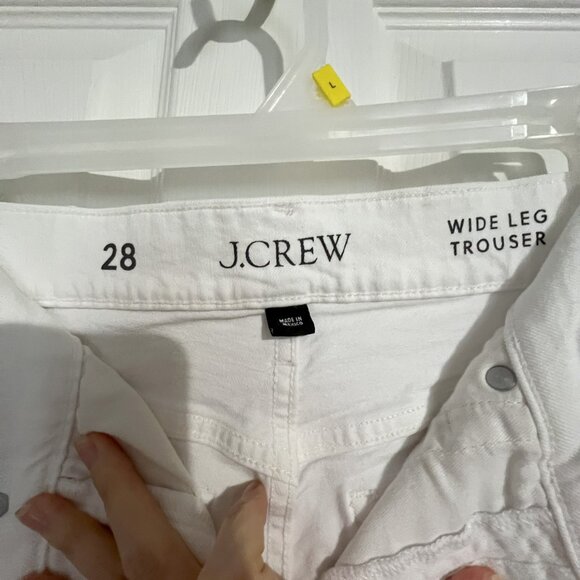 L
28
J.CREW
WIDE LEG
TROUSER
MADE IN
MEXICO